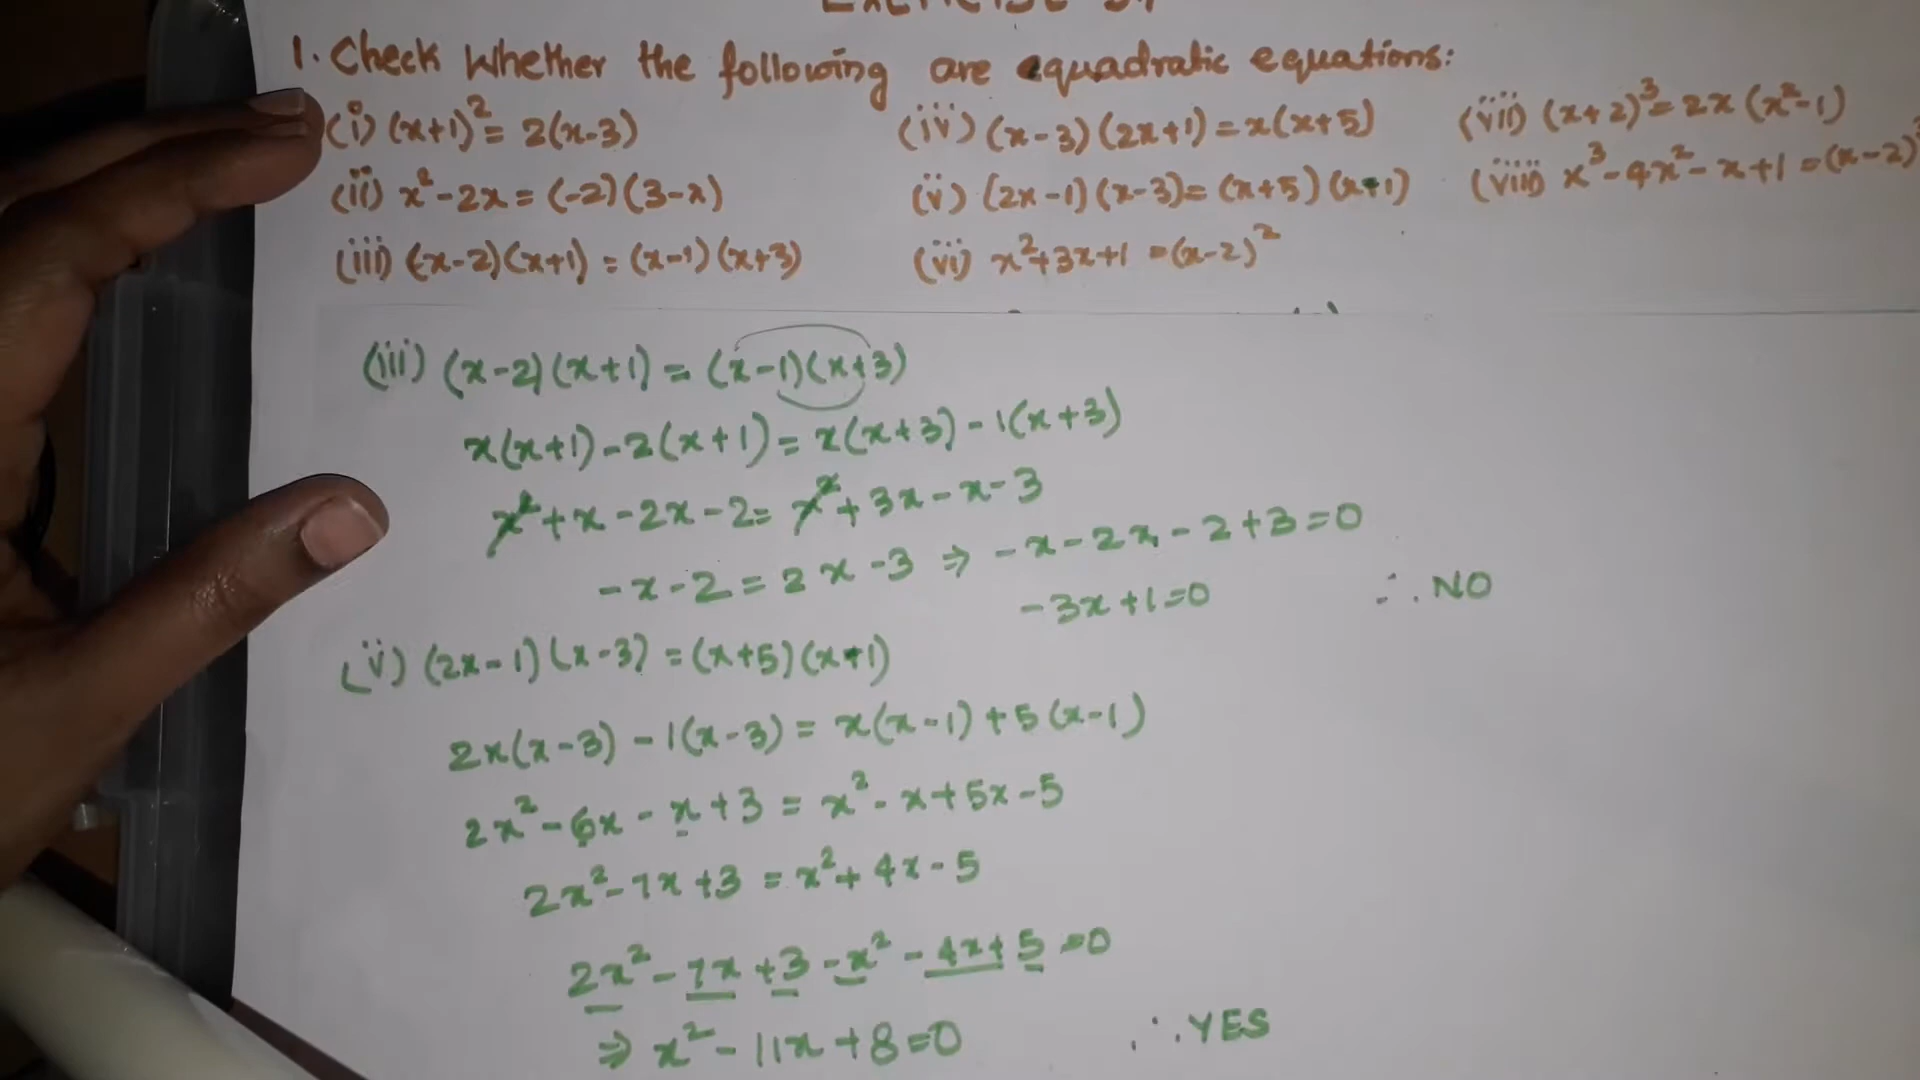 1. Check whether the following are quadratic equations:
(i) (x+1)² = 2(x-3)
(ii) x²-2x = (-2)(3-x)
(iii) (x-2)(x+1) = (x-1)(x+3)
(iv) (x-3)(2x+1) = x(x+5)
(v) (2x-1)(x-3) = (x+5)(x-1)
(vi) x²+3x+1 = (x-2)²
(vii) (x+2)³ = 2x(x²-1)
(viii) x³-4x²-x+1 = (x-2)
(iii) (x-2)(x+1) = (x-1)(x+3)
x(x+1)-2(x+1) = x(x+3)-1(x+3)
x²+x-2x-2 = x²+3x-x-3
-x-2 = 2x-3 ⇒ -x-2x-2+3=0
-3x+1=0 ∴ NO
(v) (2x-1)(x-3) = (x+5)(x-1)
2x(x-3)-1(x-3) = x(x-1)+5(x-1)
2x²-6x-x+3 = x²-x+5x-5
2x²-7x+3 = x²+4x-5
2x²-7x+3-x²-4x+5=0
⇒ x²-11x+8=0 ∴ YES